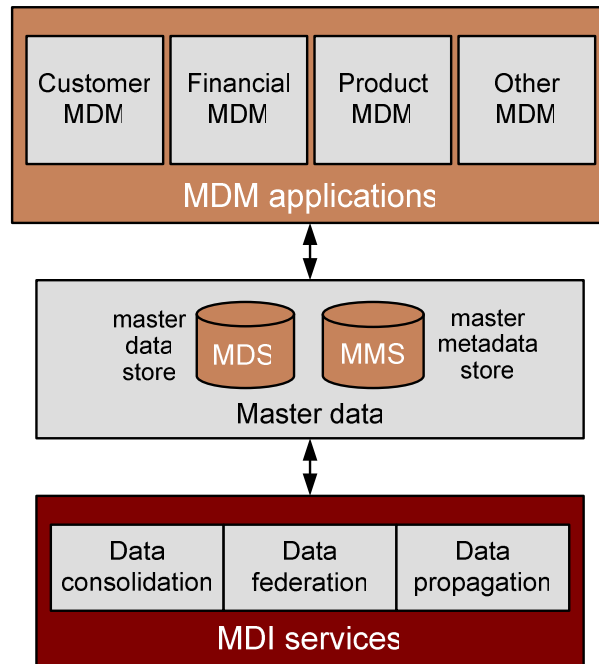 Customer
MDM
Financial
MDM
Product
MDM
Other
MDM
MDM applications
master
data
store
MDS
MMS
master
metadata
store
Master data
Data
consolidation
Data
federation
Data
propagation
MDI services